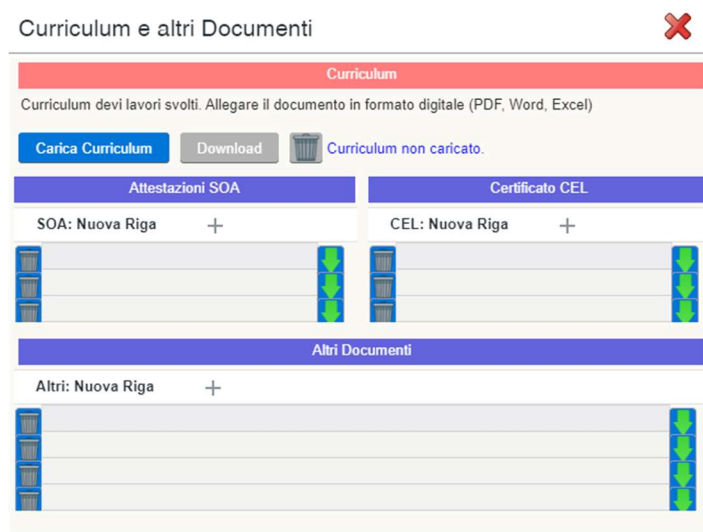 Curriculum e altri Documenti
Curriculum
Curriculum devi lavori svolti. Allegare il documento in formato digitale (PDF, Word, Excel)
Carica Curriculum Download Curriculum non caricato.
Attestazioni SOA Certificato CEL
SOA: Nuova Riga + CEL: Nuova Riga +
Altri Documenti
Altri: Nuova Riga +